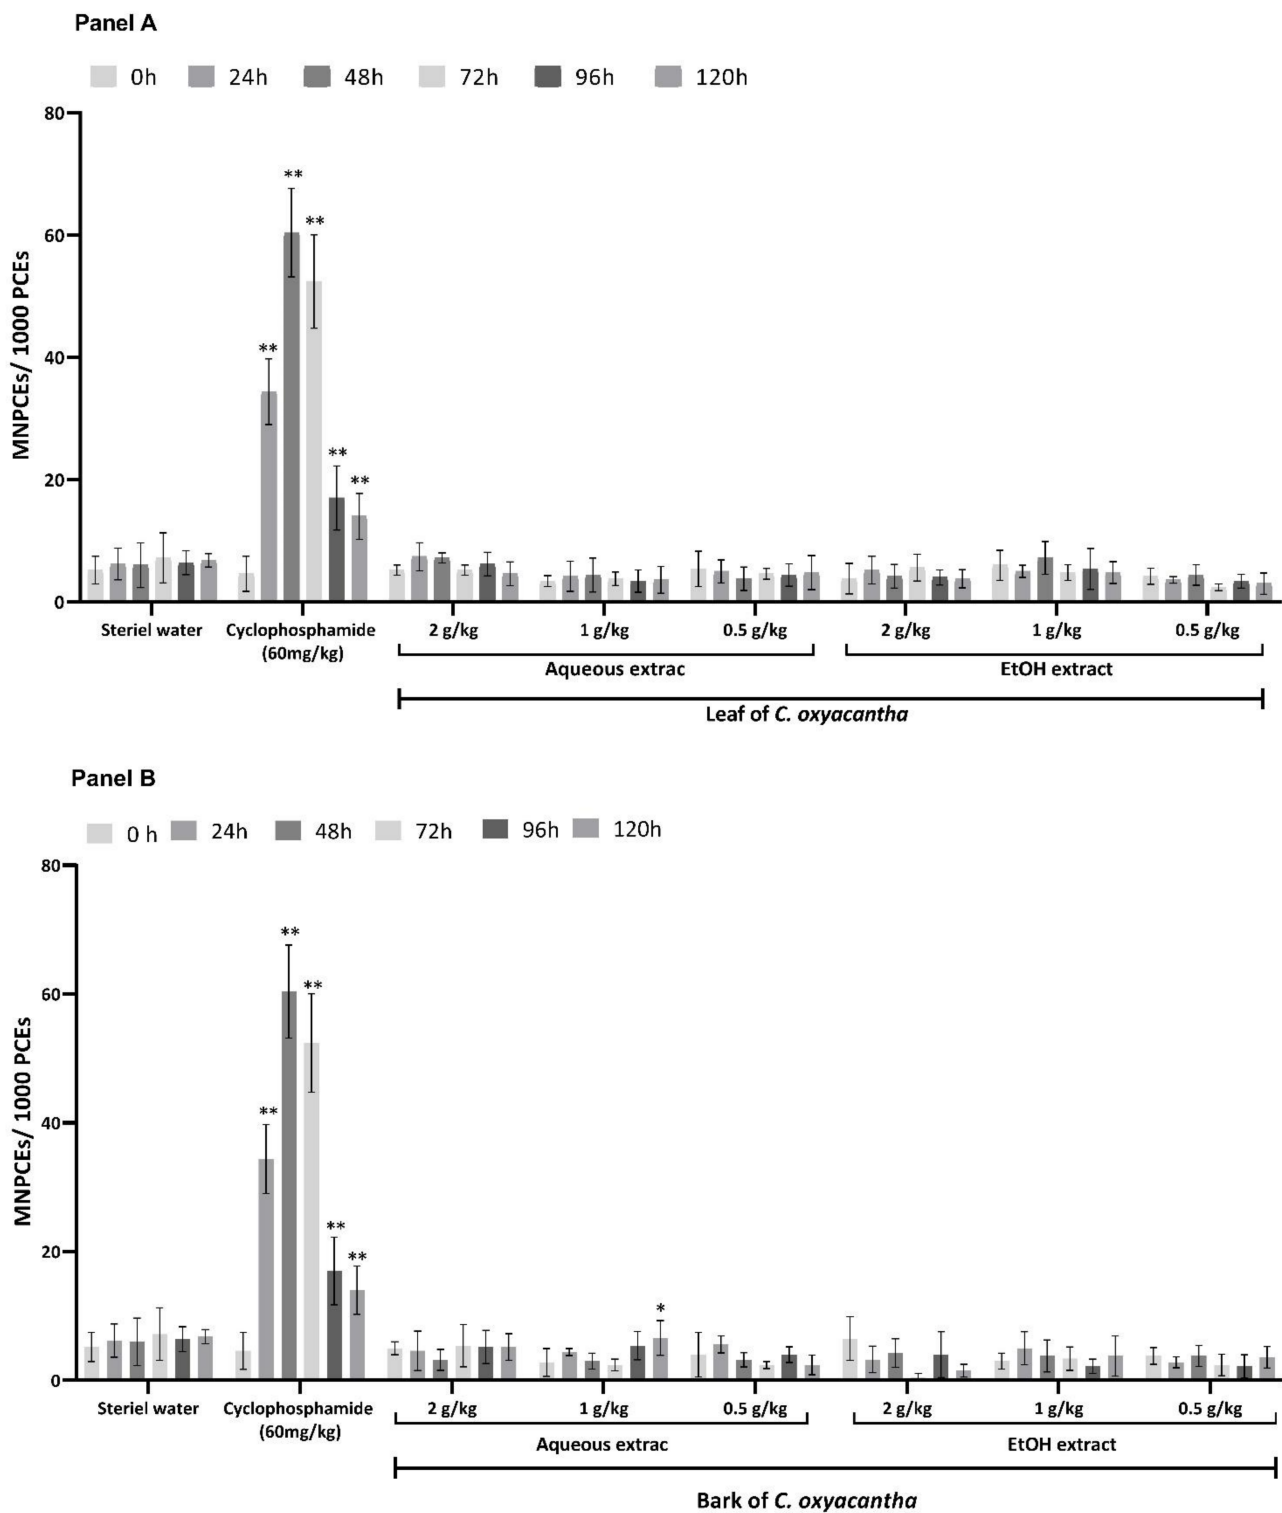 Panel A
0h 24h 48h 72h 96h 120h
80
**
**
60
**
MNPCEs/ 1000 PCEs
40
**
20
**
0
Steriel water Cyclophosphamide (60mg/kg) 2 g/kg 1 g/kg 0.5 g/kg 2 g/kg 1 g/kg 0.5 g/kg
Aqueous extrac EtOH extract
Leaf of C. oxyacantha
Panel B
0 h 24h 48h 72h 96h 120h
80
**
**
60
**
MNPCEs/ 1000 PCEs
40
**
20
**
*
0
Steriel water Cyclophosphamide (60mg/kg) 2 g/kg 1 g/kg 0.5 g/kg 2 g/kg 1 g/kg 0.5 g/kg
Aqueous extrac EtOH extract
Bark of C. oxyacantha